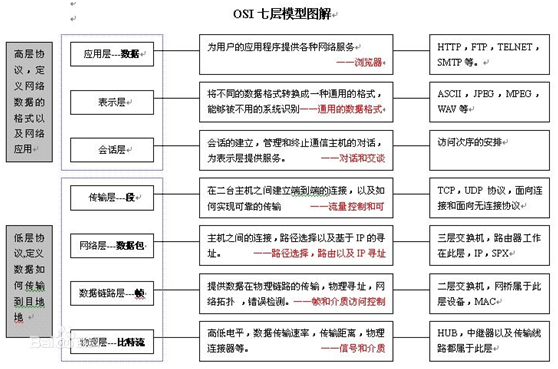 OSI 七层模型图解
高层协
议，定
义网络
数据的
格式以
及网络
应用
应用层---数据
为用户的应用程序提供各种网络服务
——浏览器
HTTP，FTP，TELNET，
SMTP 等。
表示层
将不同的数据格式转换成一种通用的格式，
能够被不用的系统识别——通用的数据格式
ASCII，JPEG，MPEG，
WAV 等。
会话层
会话的建立，管理和终止通信主机的对话，
为表示层提供服务。 ——对话和交谈
访问次序的安排
低层协
议,定义
数据如
何传输
到目地
地
传输层---段
在二台主机之间建立端到端的连接，以及如
何实现可靠的传输 ——流量控制和可
TCP，UDP 协议，面向连
接和面向无连接协议
网络层---数据包
主机之间的连接，路径选择以及基于 IP 的寻
址。 ——路径选择，路由以及 IP 寻址
三层交换机，路由器工作
在此层，IP，SPX
数据链路层---帧
提供数据在物理链路的传输，物理寻址，网
络拓扑 ，错误检测。 ——帧和介质访问控制
二层交换机，网桥属于此
层设备，MAC
物理层---比特流
高低电平，数据传输速率，传输距离，物理
连接器等。 ——信号和介质
HUB，中继器以及传输线
路都属于此层